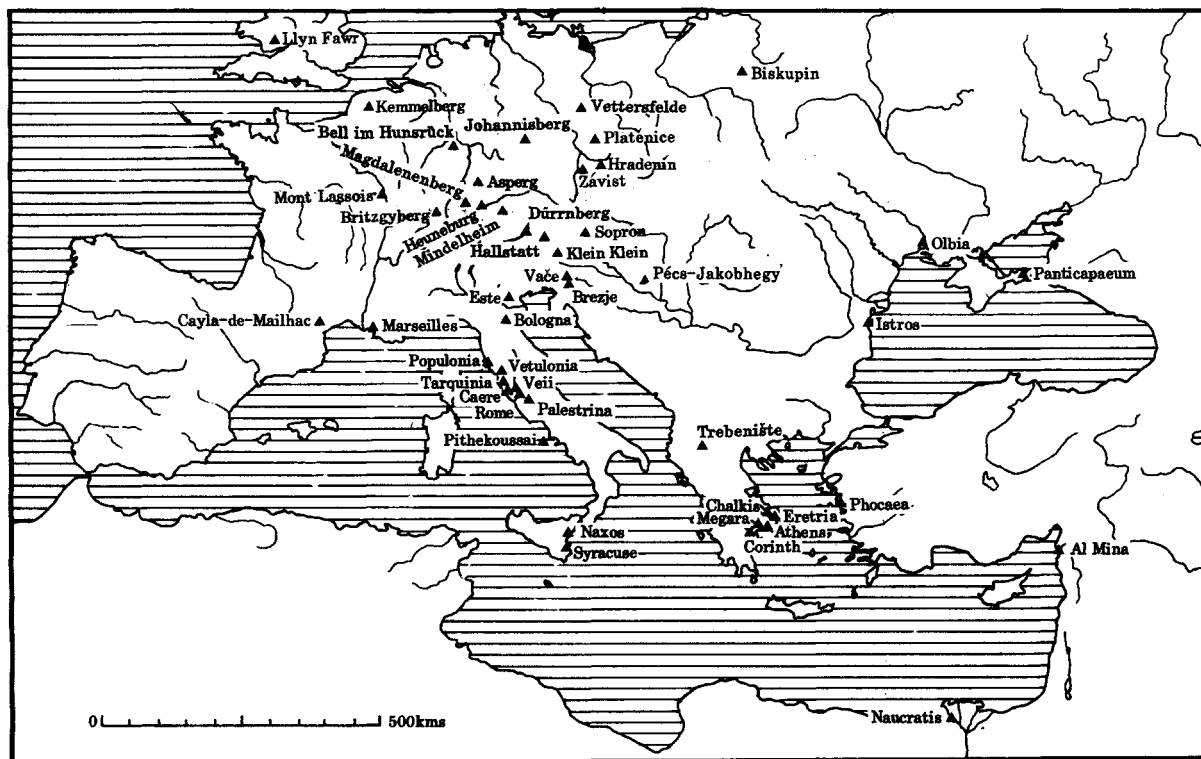 Llyn Fawr
Biskupin
Kemmelberg
Vettersfelde
Bell im Hunsrück
Johannisberg
Platěnice
Magdalenenberg
Hradenin
Závist
Asperg
Mont Lassois
Britzgyberg
Heuneburg
Mindelheim
Dürrnberg
Sopron
Hallstatt
Klein Klein
Olbia
Panticapaeum
Vače
Brezje
Pécs-Jakobhegy
Este
Bologna
Cayla-de-Mailhac
Marseilles
Istros
Populonia
Vetulonia
Tarquinia
Veii
Caere
Rome
Palestrina
Pithekoussai
Trebenište
Chalkis
Eretria
Phocaea
Megara
Athens
Corinth
Naxos
Syracuse
Al Mina
Naucratis
0
500kms